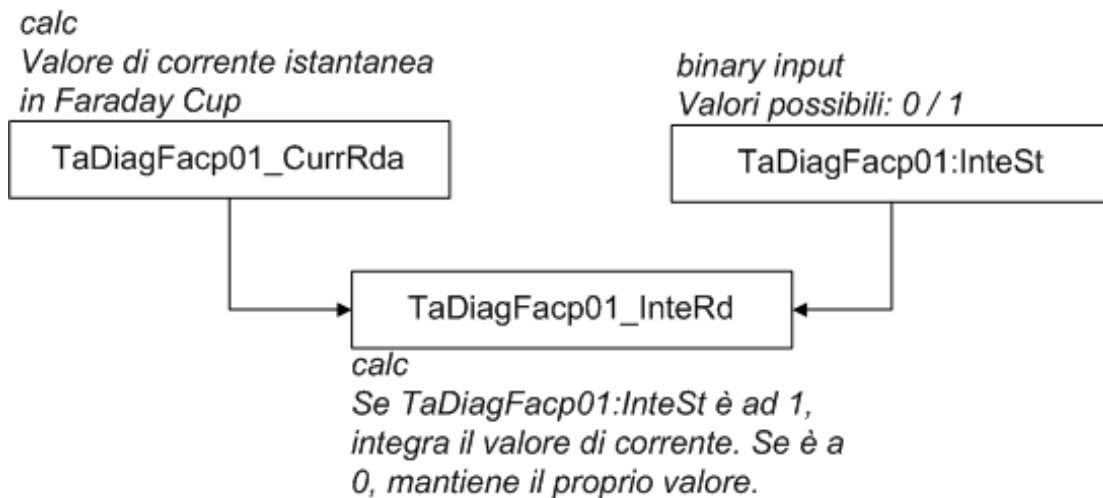 calc
Valore di corrente istantanea
in Faraday Cup
TaDiagFacp01_CurrRda
binary input
Valori possibili: 0 / 1
TaDiagFacp01:InteSt
TaDiagFacp01_InteRd
calc
Se TaDiagFacp01:InteSt è ad 1,
integra il valore di corrente. Se è a
0, mantiene il proprio valore.